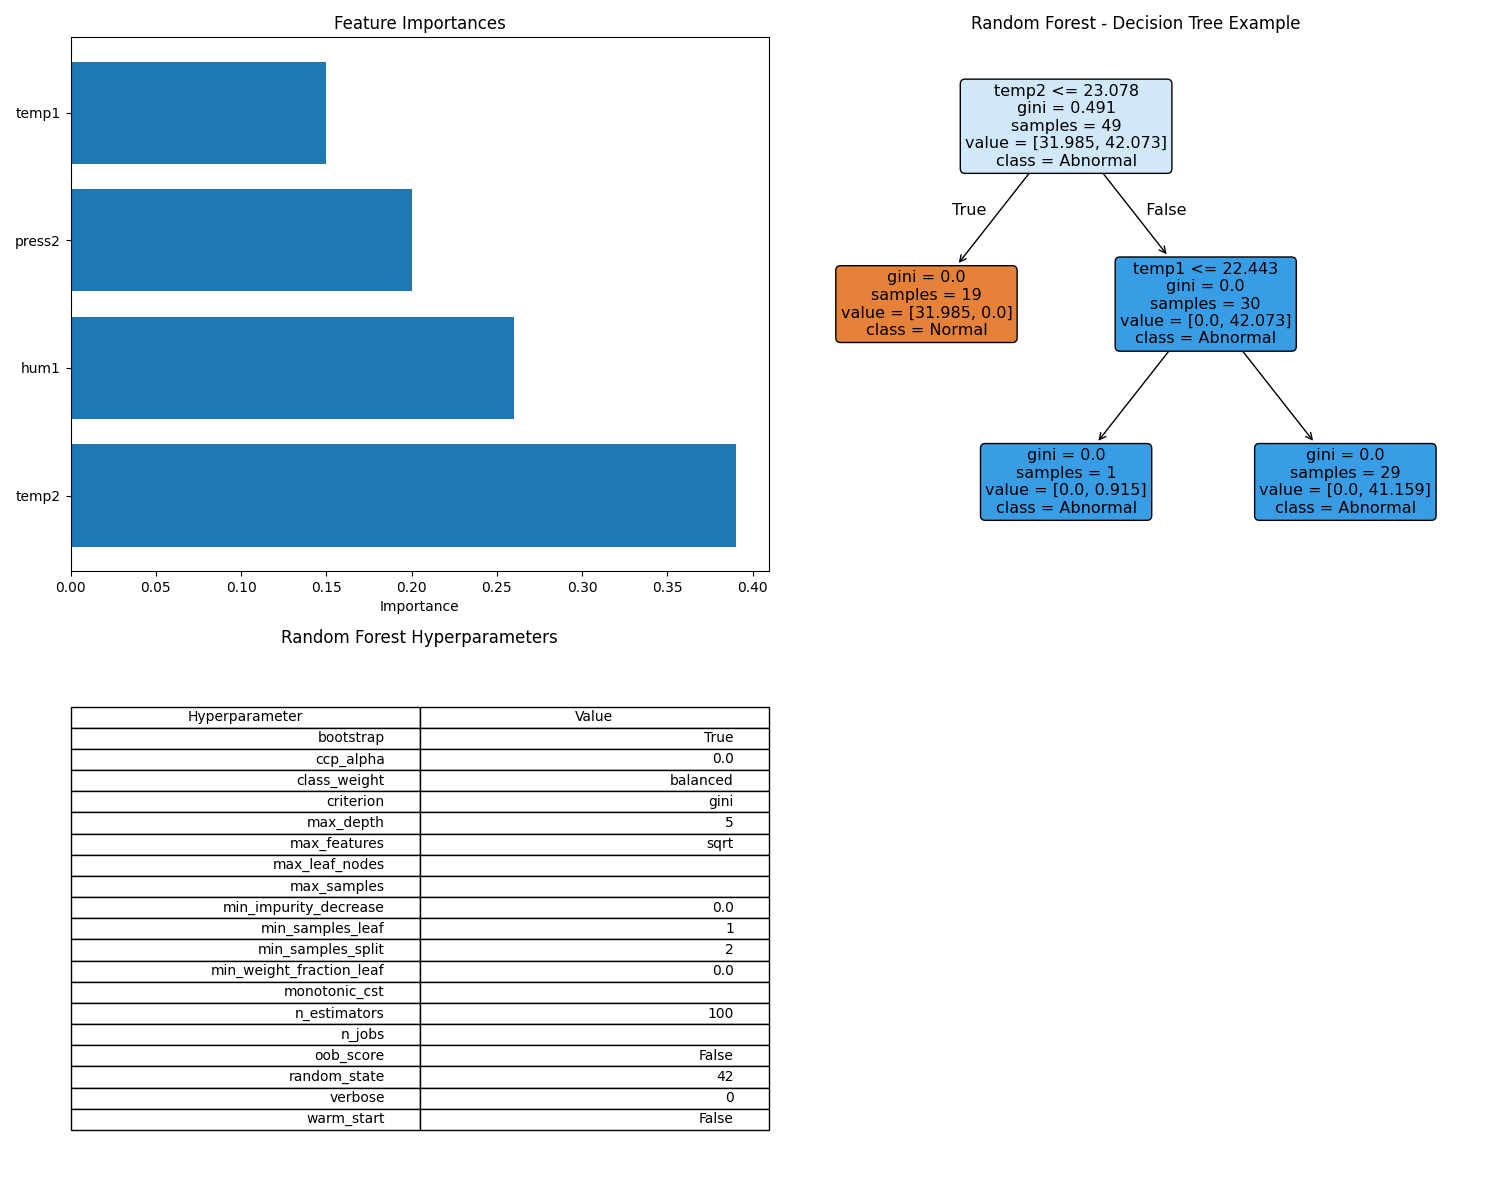 Feature Importances
temp1
press2
hum1
temp2
0.00 0.05 0.10 0.15 0.20 0.25 0.30 0.35 0.40
Importance
Random Forest - Decision Tree Example
temp2 <= 23.078
gini = 0.491
samples = 49
value = [31.985, 42.073]
class = Abnormal
True
False
gini = 0.0
samples = 19
value = [31.985, 0.0]
class = Normal
temp1 <= 22.443
gini = 0.0
samples = 30
value = [0.0, 42.073]
class = Abnormal
gini = 0.0
samples = 1
value = [0.0, 0.915]
class = Abnormal
gini = 0.0
samples = 29
value = [0.0, 41.159]
class = Abnormal
Random Forest Hyperparameters
Hyperparameter Value
bootstrap True
ccp_alpha 0.0
class_weight balanced
criterion gini
max_depth 5
max_features sqrt
max_leaf_nodes
max_samples
min_impurity_decrease 0.0
min_samples_leaf 1
min_samples_split 2
min_weight_fraction_leaf 0.0
monotonic_cst
n_estimators 100
n_jobs
oob_score False
random_state 42
verbose 0
warm_start False